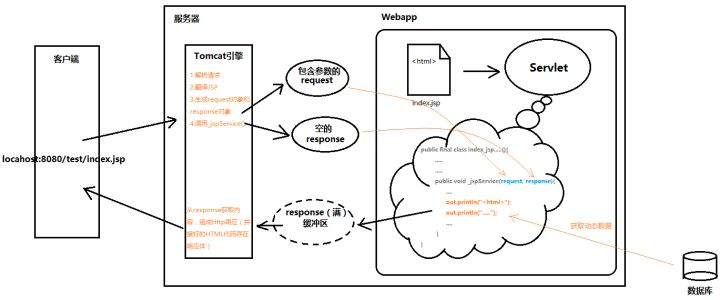 服务器
Webapp
客户端
Tomcat引擎
1.解析请求
2.翻译JSP
3.生成request对象和
response对象
4.调用_jspService()
包含参数的
request
<html>
index.jsp
Servlet
空的
response
locahost:8080/test/index.jsp
public final class index_jsp.....(){
.....
.....
public void _jspService(request, response){
....
out.println("<html>");
out.println(".....");
....
}
}
从response获取内
容，组成Http响应（拼
接好的HTML代码存在
响应体）
response（满）
缓冲区
获取动态数据
数据库